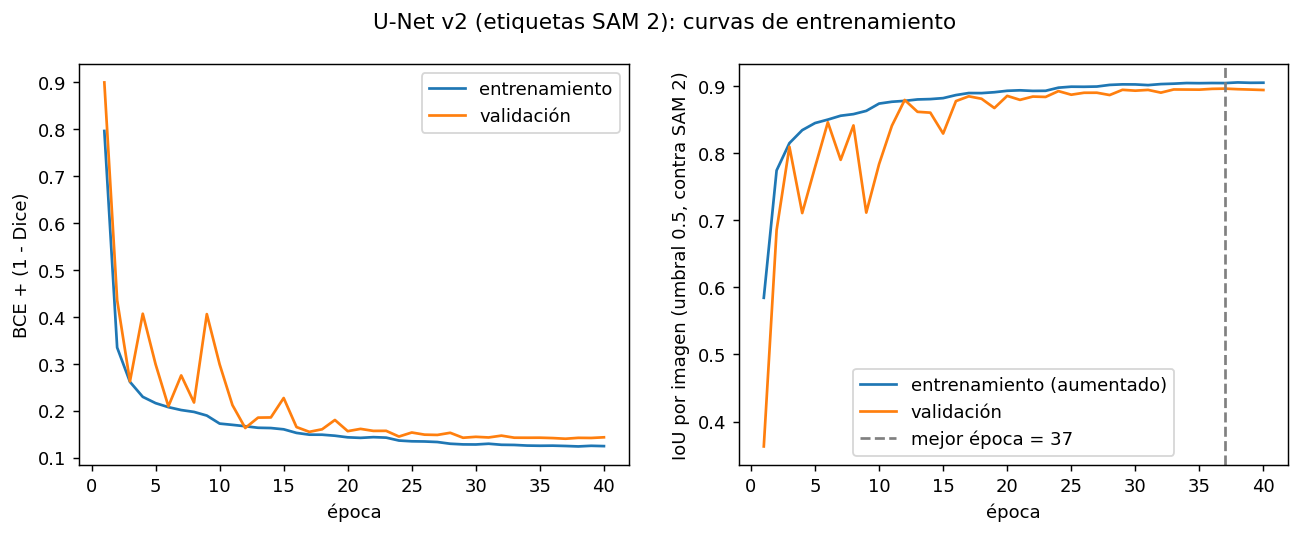 U-Net v2 (etiquetas SAM 2): curvas de entrenamiento
BCE + (1 - Dice)
0.9
0.8
0.7
0.6
0.5
0.4
0.3
0.2
0.1
entrenamiento
validación
0 5 10 15 20 25 30 35 40
época
IoU por imagen (umbral 0.5, contra SAM 2)
0.9
0.8
0.7
0.6
0.5
0.4
entrenamiento (aumentado)
validación
mejor época = 37
0 5 10 15 20 25 30 35 40
época